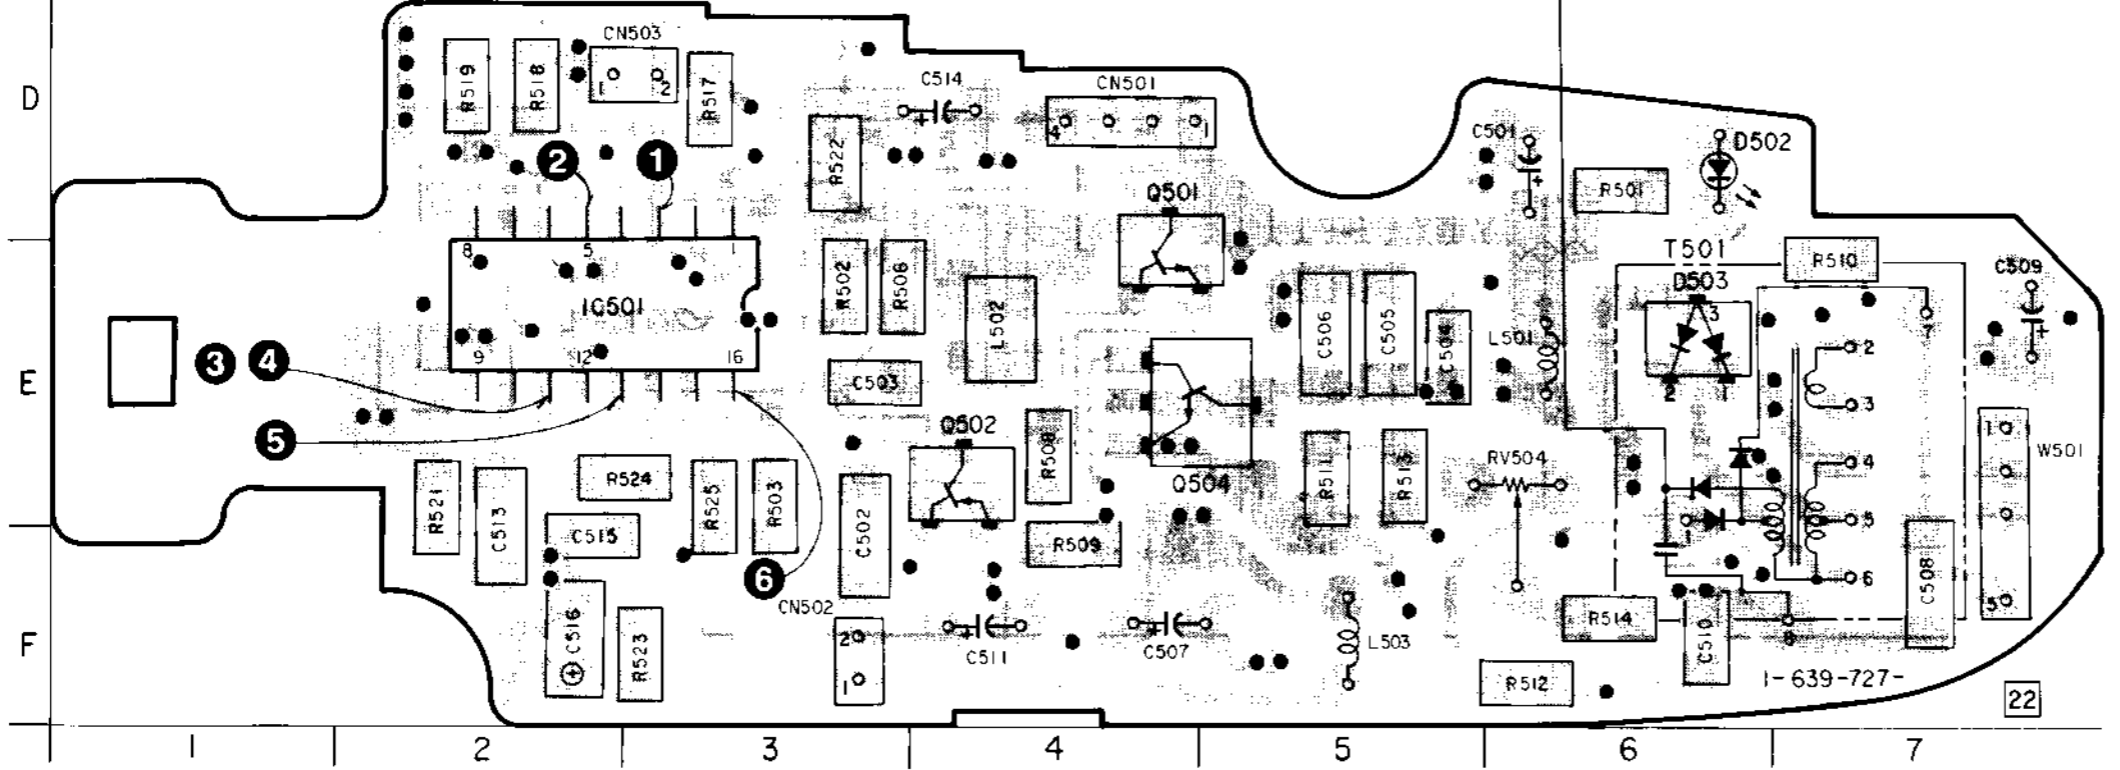 D
CN503
R519
R518
1 2
R517
C514
+
CN501
4 1
R522
C501
+
D502
R501
2 1
Q501
T501
R510
C509
+
8 5 1
IC501
R506
L502
C506
C505
C504
L501
D503
3
2 1
7
2
3
E
3 4
9 12 16
C503
5
Q502
R508
Q504
R511
RV504
4
1
W501
R521
C513
R524
R525
R503
C502
C515
R509
5
1
6
6
CN502
C508
5
F
C516
+
R523
2
1
+
C511
+
C507
L503
R514
C510
8
R512
1-639-727-
22
1 2 3 4 5 6 7